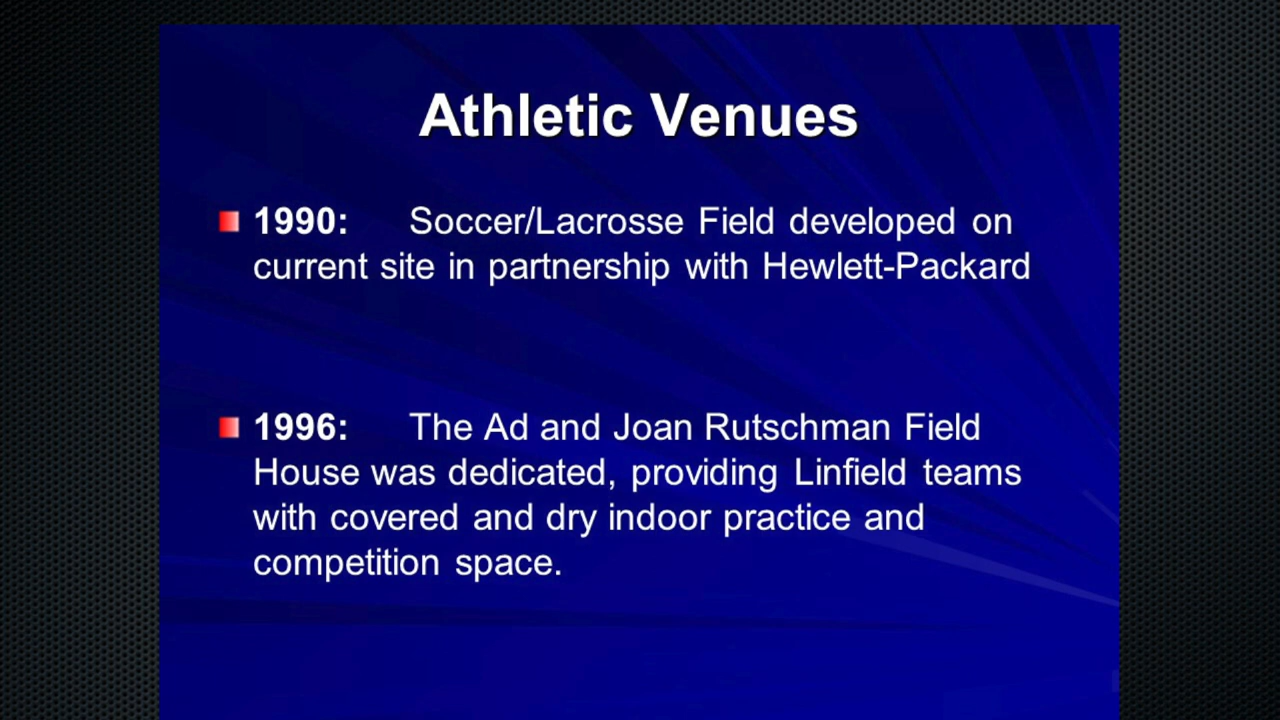 Athletic Venues
1990: Soccer/Lacrosse Field developed on
current site in partnership with Hewlett-Packard
1996: The Ad and Joan Rutschman Field
House was dedicated, providing Linfield teams
with covered and dry indoor practice and
competition space.